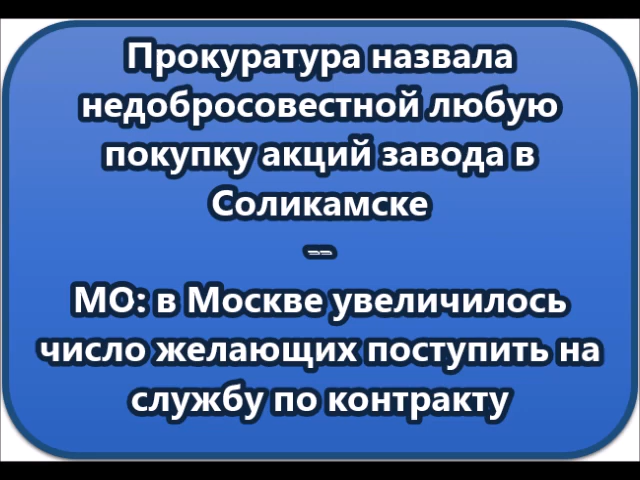 Прокуратура назвала
недобросовестной любую
покупку акций завода в
Соликамске
--
МО: в Москве увеличилось
число желающих поступить на
службу по контракту